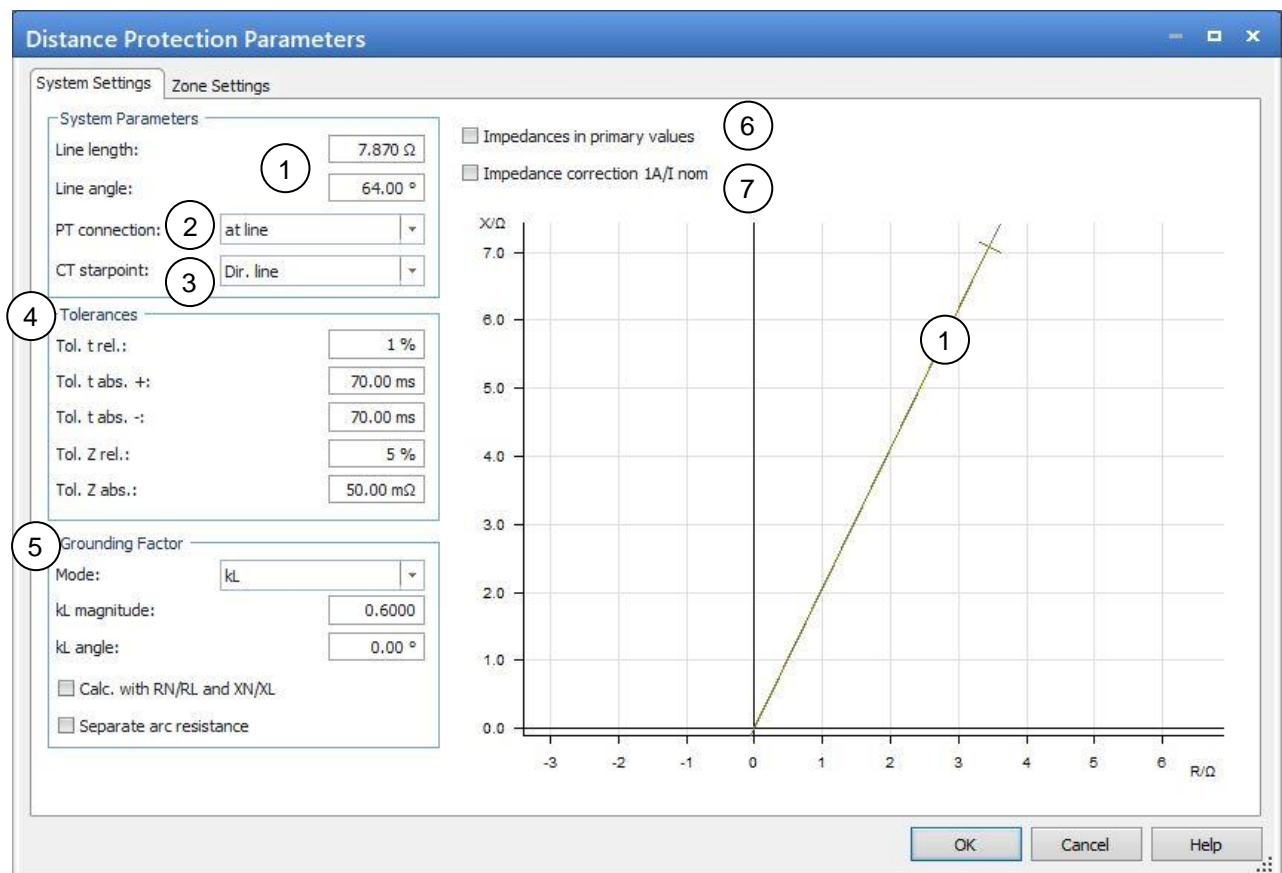 Distance Protection Parameters
System Settings
Zone Settings
System Parameters
Line length:
7.870 Ω
Line angle:
64.00 °
1
PT connection:
2
at line
CT starpoint:
3
Dir. line
4
Tolerances
Tol. t rel.:
1 %
Tol. t abs. +:
70.00 ms
Tol. t abs. -:
70.00 ms
Tol. Z rel.:
5 %
Tol. Z abs.:
50.00 mΩ
5
Grounding Factor
Mode:
kL
kL magnitude:
0.6000
kL angle:
0.00 °
Calc. with RN/RL and XN/XL
Separate arc resistance
Impedances in primary values
6
Impedance correction 1A/I nom
7
X/Ω
7.0
6.0
5.0
4.0
3.0
2.0
1.0
0.0
1
-3 -2 -1 0 1 2 3 4 5 6
R/Ω
OK
Cancel
Help